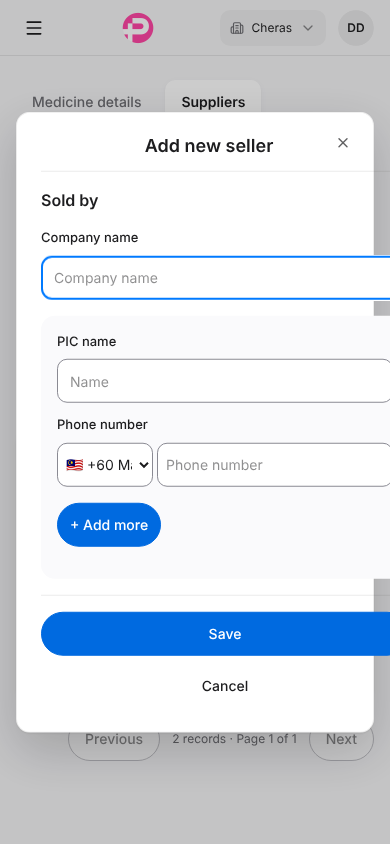 Cheras
DD
Medicine details
Suppliers
Add new seller
Sold by
Company name
Company name
PIC name
Name
Phone number
+60 Ma
Phone number
+ Add more
Save
Cancel
Previous
2 records · Page 1 of 1
Next